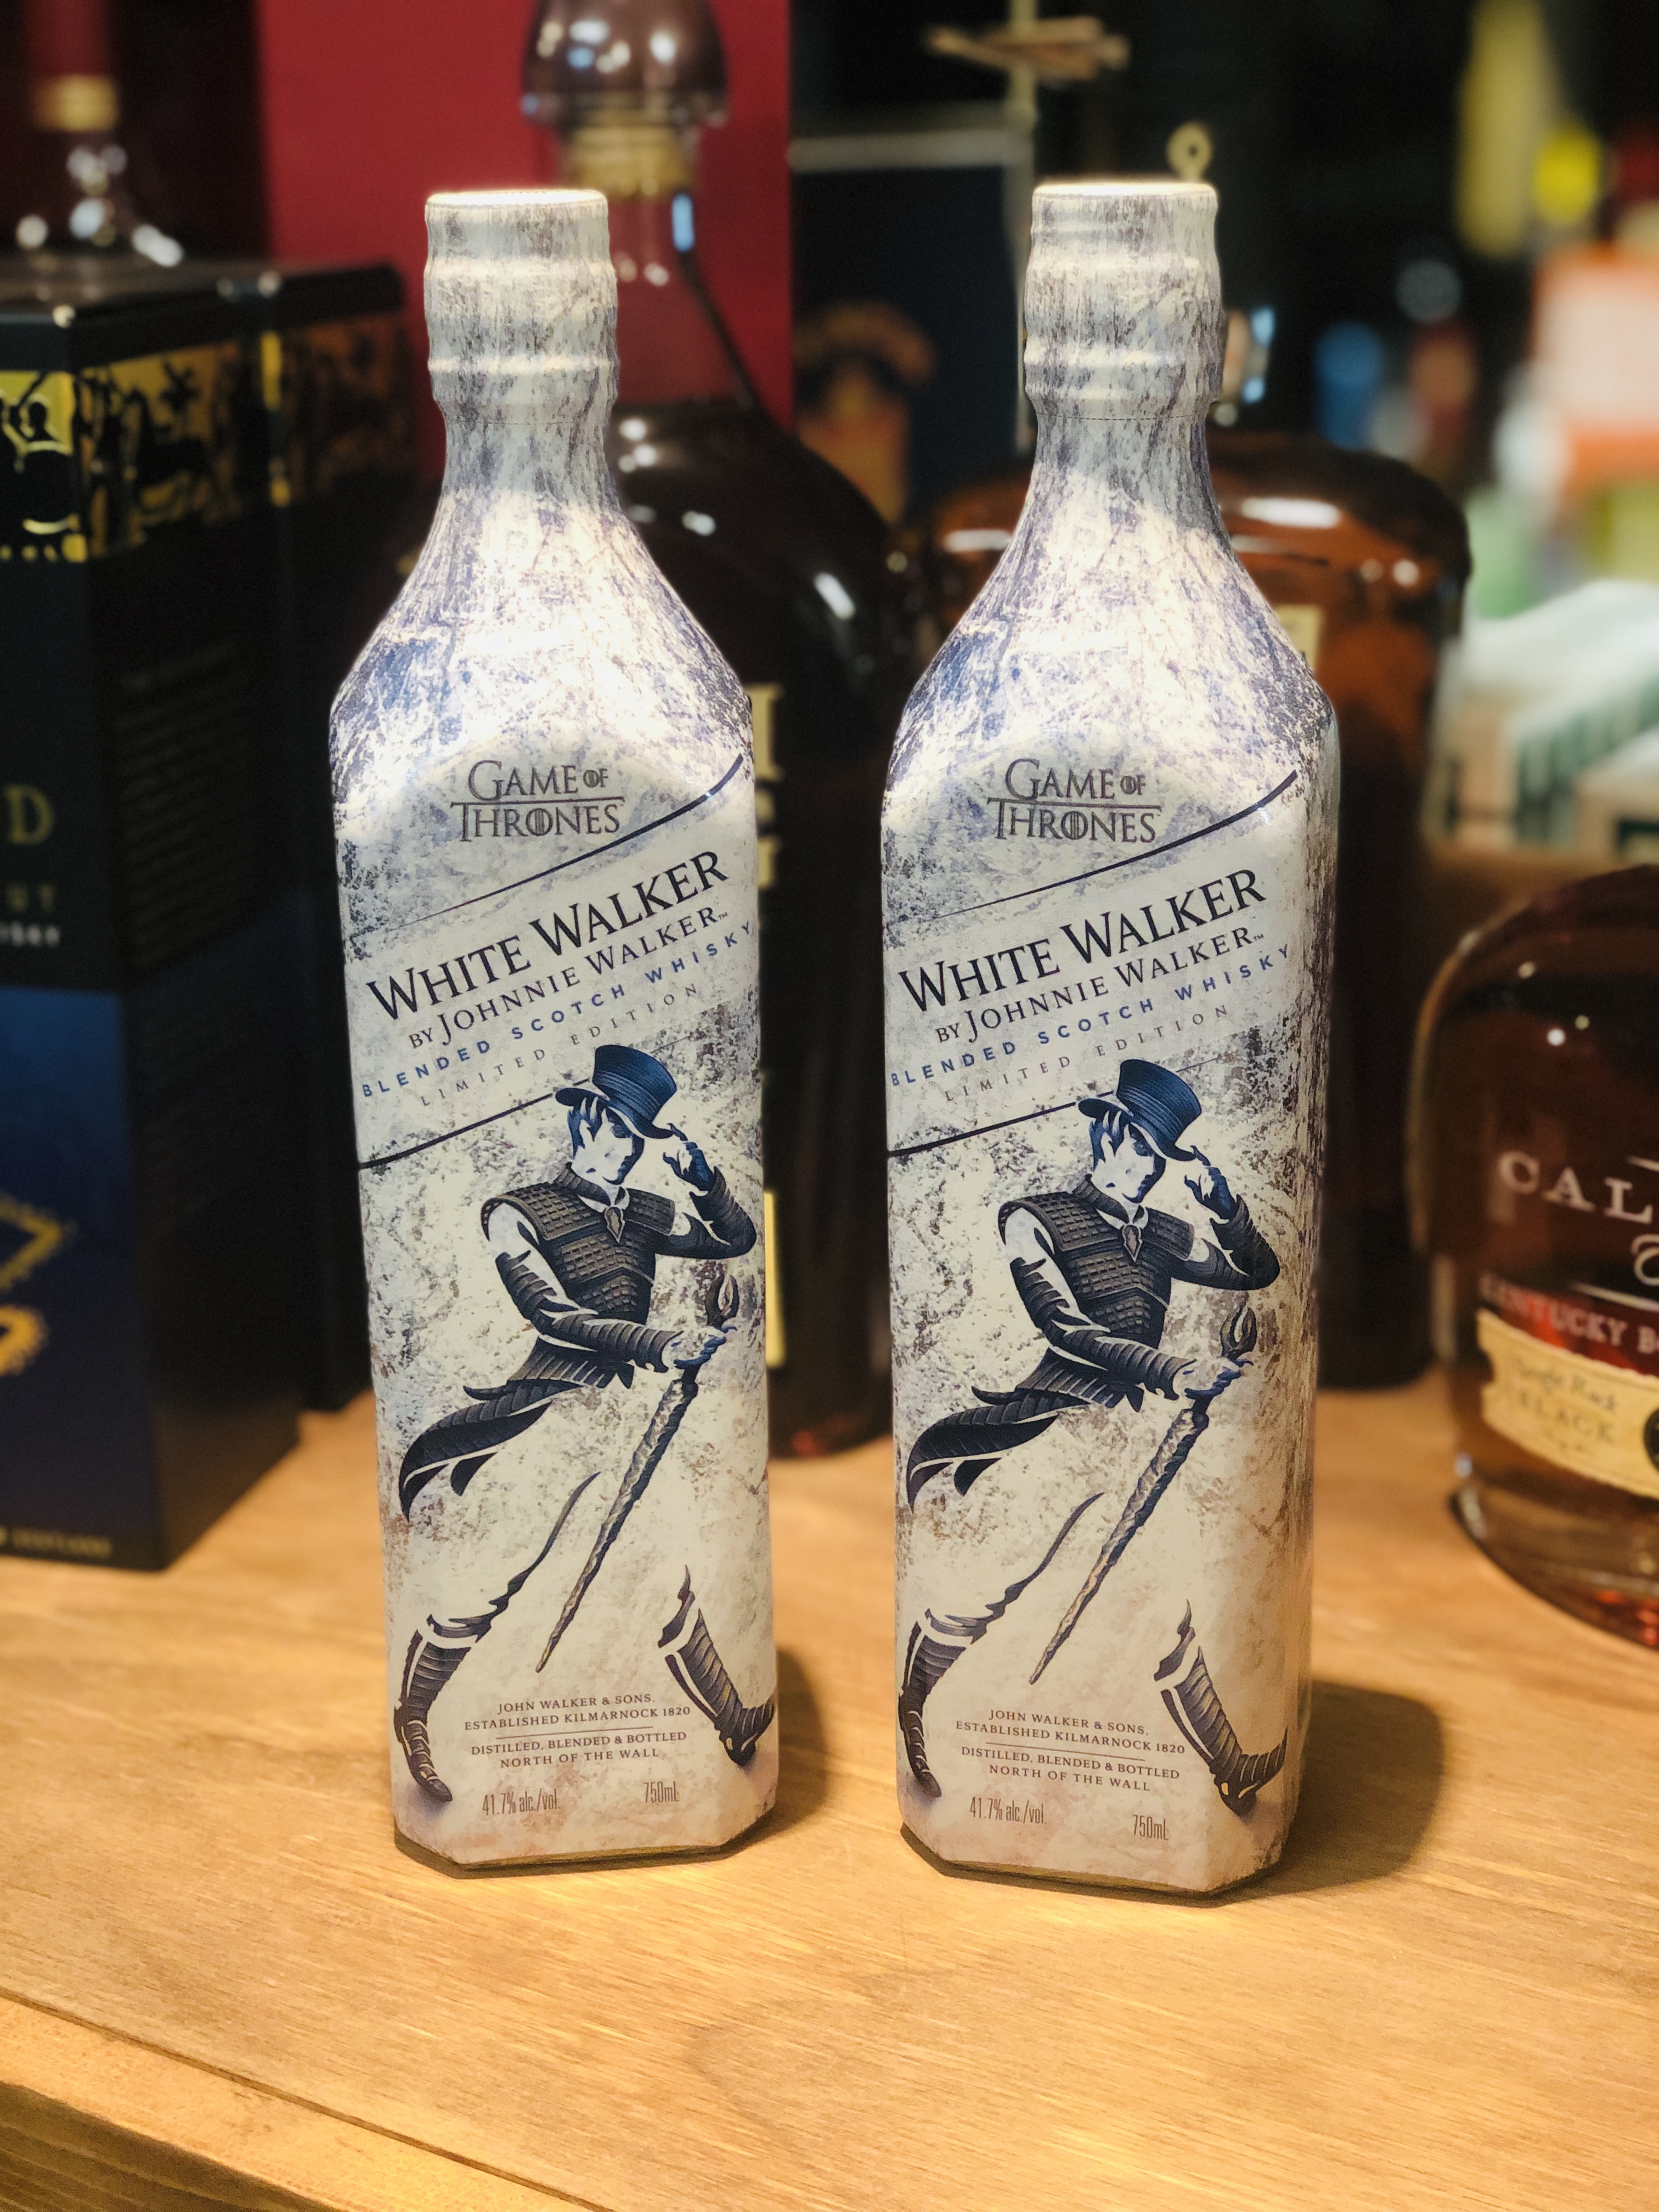 GAME OF
THRONES
WHITE WALKER
BY JOHNNIE WALKER™
BLENDED SCOTCH WHISKY
LIMITED EDITION
JOHN WALKER & SONS.
ESTABLISHED KILMARNOCK 1820
DISTILLED, BLENDED & BOTTLED
NORTH OF THE WALL
41.7% alc./vol. 750mL
GAME OF
THRONES
WHITE WALKER
BY JOHNNIE WALKER™
BLENDED SCOTCH WHISKY
LIMITED EDITION
JOHN WALKER & SONS.
ESTABLISHED KILMARNOCK 1820
DISTILLED, BLENDED & BOTTLED
NORTH OF THE WALL
41.7% alc./vol. 750mL
D
CAL
KENTUCKY B
BLACK